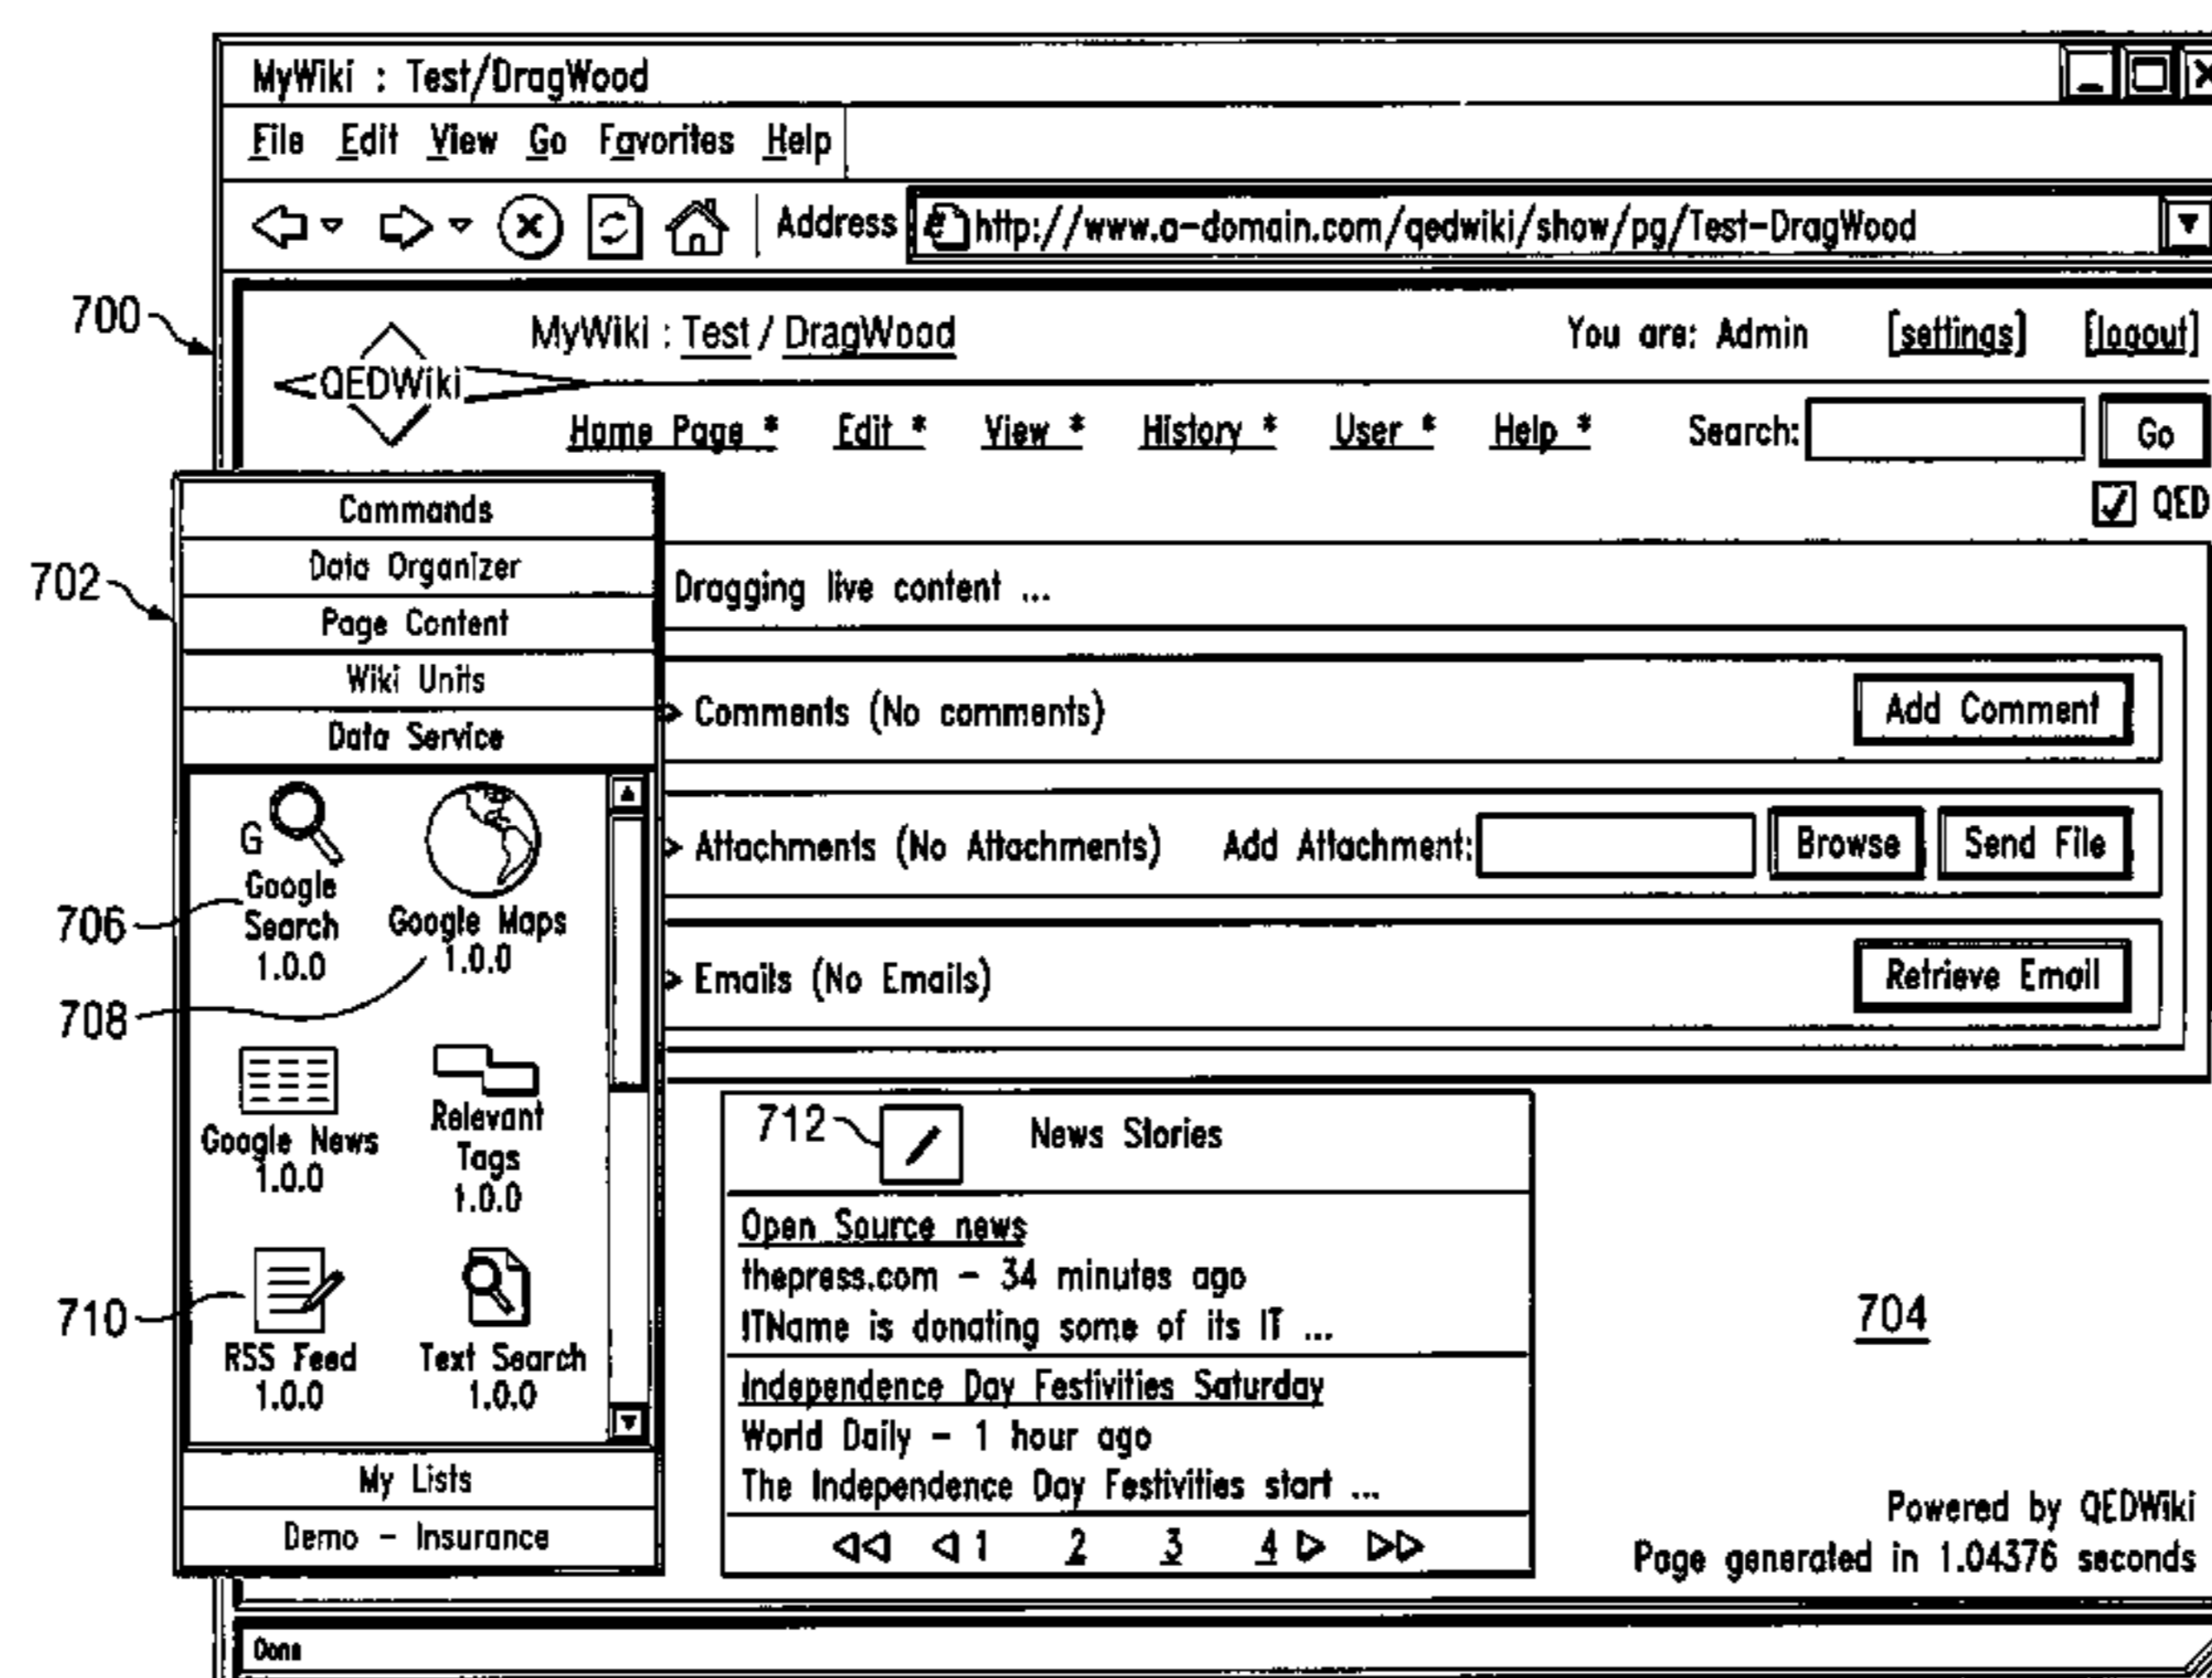 MyWiki : Test/DragWood
File Edit View Go Favorites Help
Address http://www.a-domain.com/qedwiki/show/pg/Test-DragWood
700
MyWiki : Test / DragWood
You are: Admin [settings] [logout]
QEDWiki
Home Page * Edit * View * History * User * Help * Search: Go
QED
702
Commands
Data Organizer
Page Content
Wiki Units
Data Service
G
Google Search 1.0.0
Google Maps 1.0.0
706
708
Google News 1.0.0
Relevant Tags 1.0.0
710
RSS Feed 1.0.0
Text Search 1.0.0
My Lists
Demo - Insurance
Dragging live content ...
> Comments (No comments) Add Comment
> Attachments (No Attachments) Add Attachment: Browse Send File
> Emails (No Emails) Retrieve Email
712
News Stories
Open Source news
thepress.com - 34 minutes ago
ITName is donating some of its IT ...
Independence Day Festivities Saturday
World Daily - 1 hour ago
The Independence Day Festivities start ...
1 2 3 4
704
Powered by QEDWiki
Page generated in 1.04376 seconds
Done